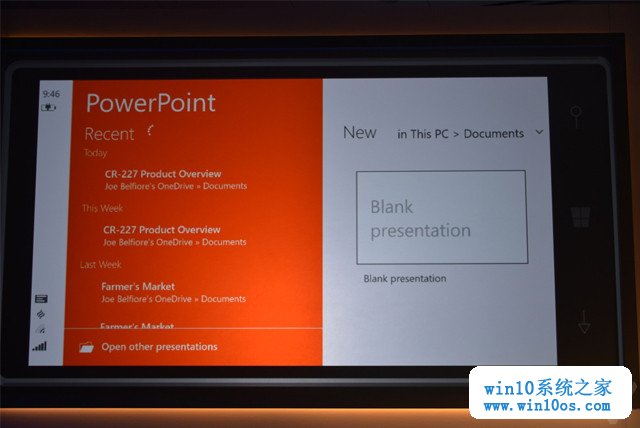 9:46
PowerPoint
Recent
Today
CR-227 Product Overview
Joe Belfiore's OneDrive » Documents
This Week
CR-227 Product Overview
Joe Belfiore's OneDrive » Documents
Last Week
Farmer's Market
Joe Belfiore's OneDrive » Documents
Farmer's Market
Open other presentations
New
in This PC > Documents
Blank
presentation
Blank presentation
win10系统之家
www.win10os.com